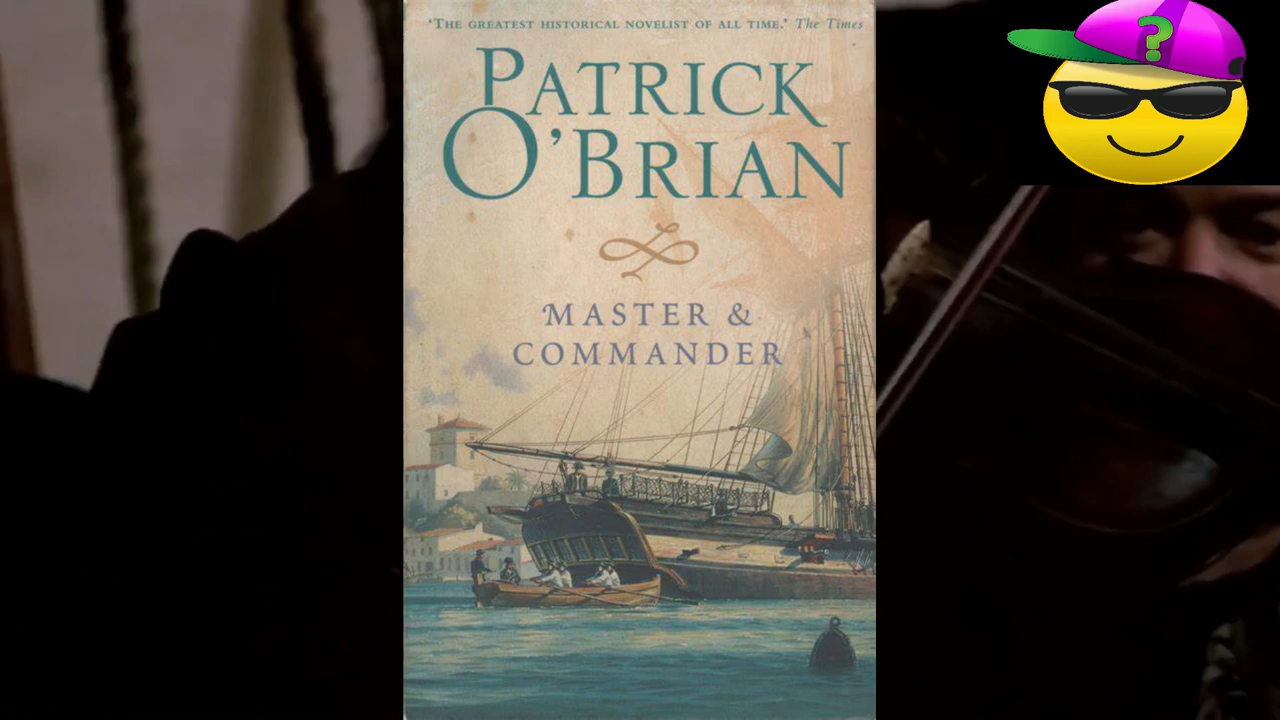 ‘THE GREATEST HISTORICAL NOVELIST OF ALL TIME.’ The Times
PATRICK
O’BRIAN
MASTER &
COMMANDER
?